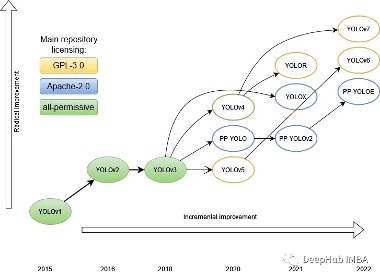 Main repository
licensing:
GPL-3.0
Apache-2.0
all-permissive
Radical improvement
YOLOv7
YOLOR
YOLOv6
YOLOv4
YOLOX
PP YOLOE
PP YOLO
PP YOLOv2
YOLOv2
YOLOv3
YOLOv5
YOLOv1
Incremental improvement
DeepHub IMBA
2015
2016
2018
2020
2021
2022